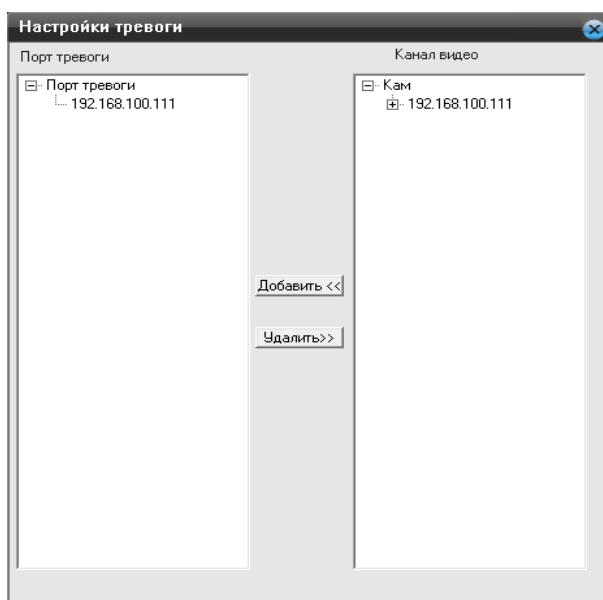 Настройки тревоги
Порт тревоги
Канал видео
Порт тревоги
192.168.100.111
Кам
192.168.100.111
Добавить <<
Удалить>>